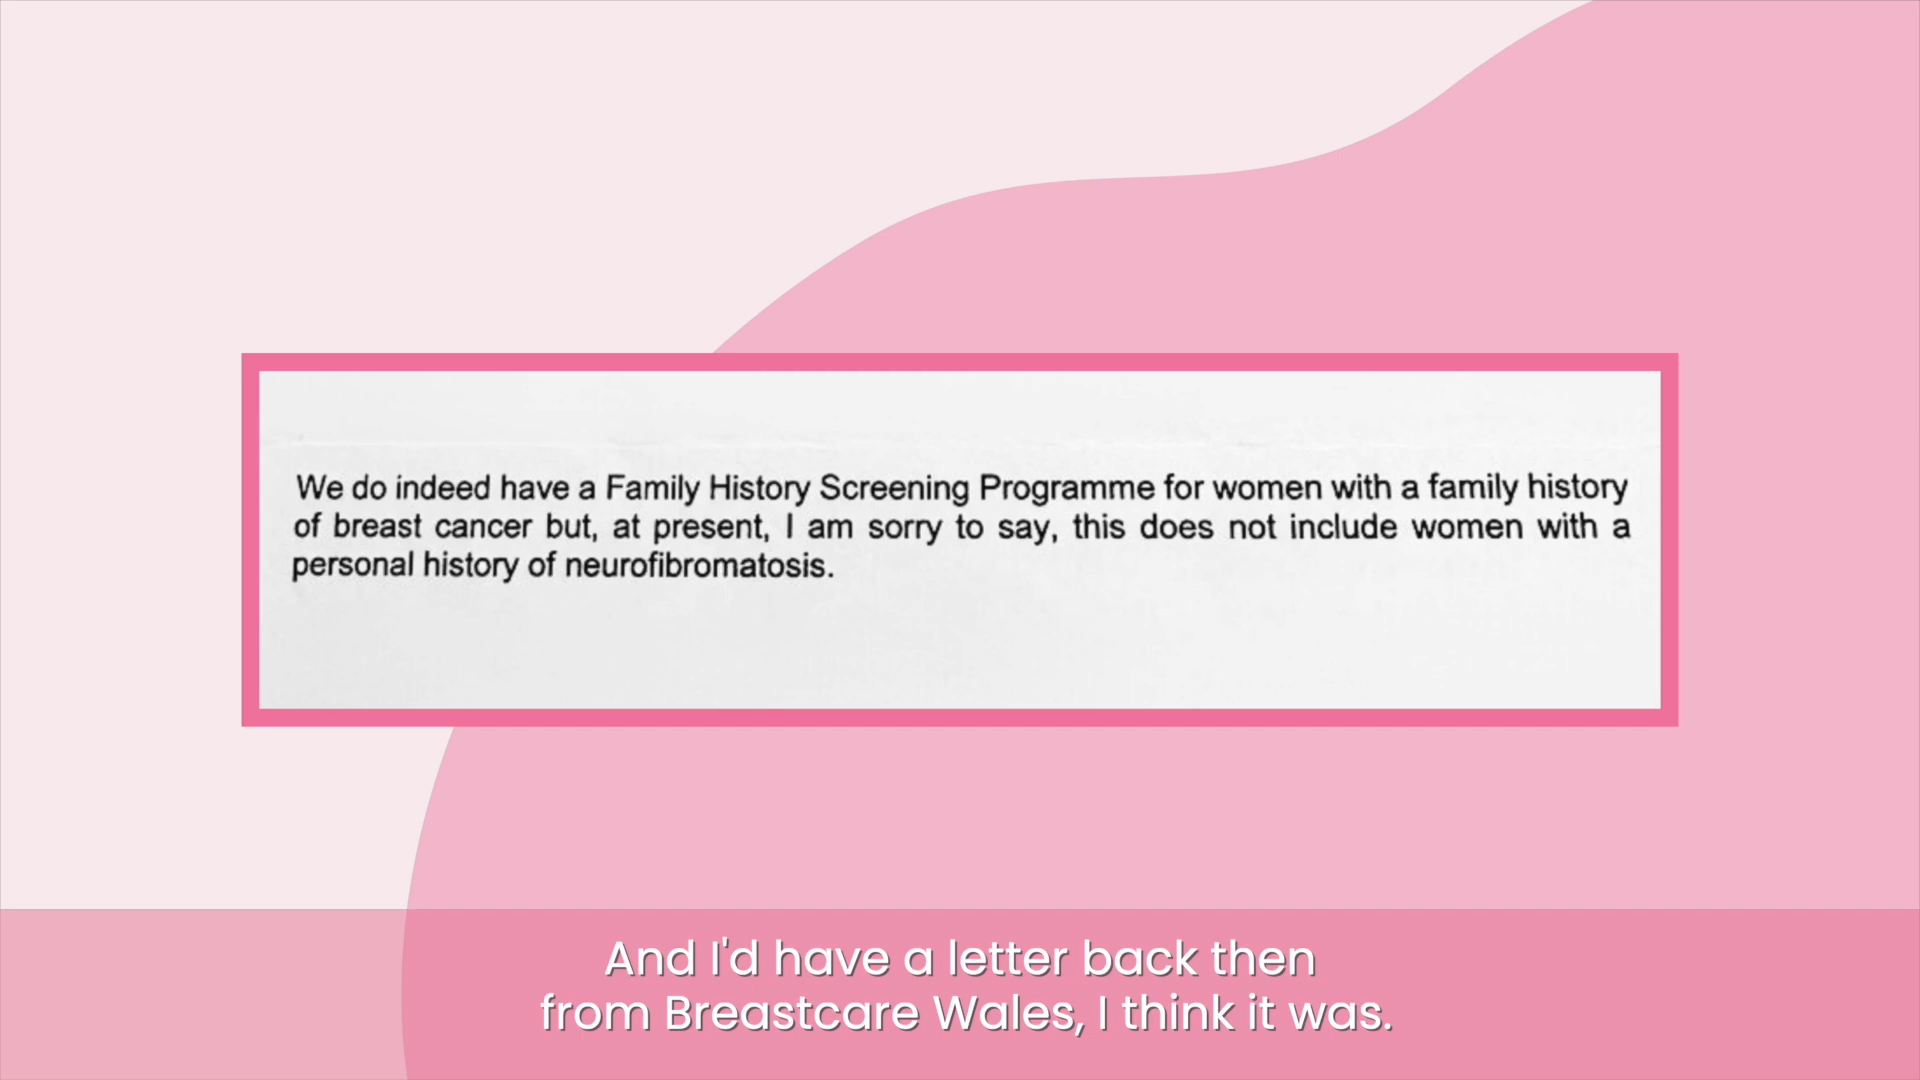 We do indeed have a Family History Screening Programme for women with a family history
of breast cancer but, at present, I am sorry to say, this does not include women with a
personal history of neurofibromatosis.
And I'd have a letter back then
from Breastcare Wales, I think it was.